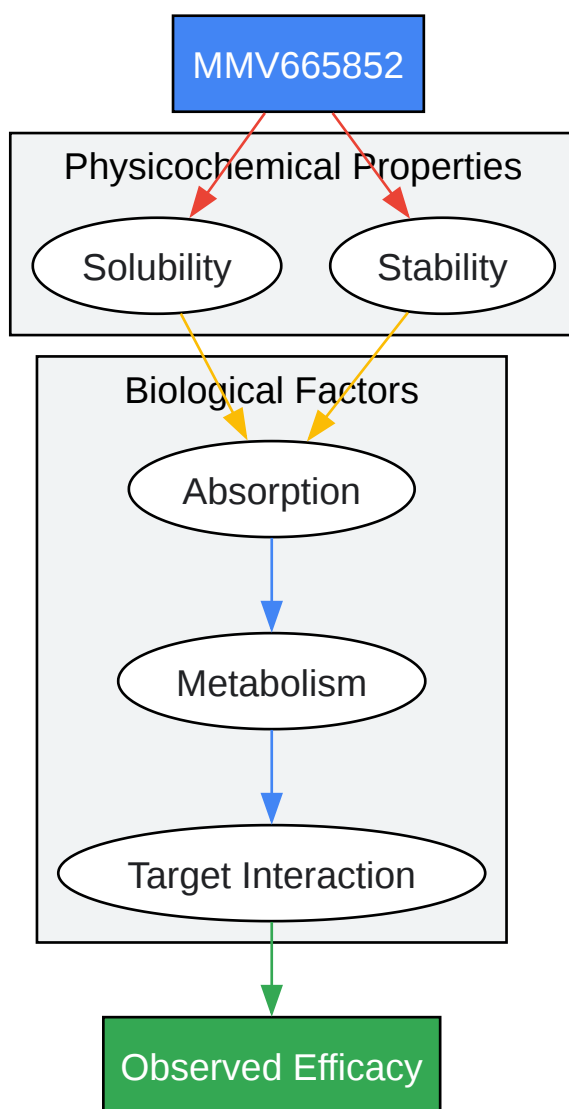 MMV665852
Physicochemical Properties
Solubility
Stability
Biological Factors
Absorption
Metabolism
Target Interaction
Observed Efficacy